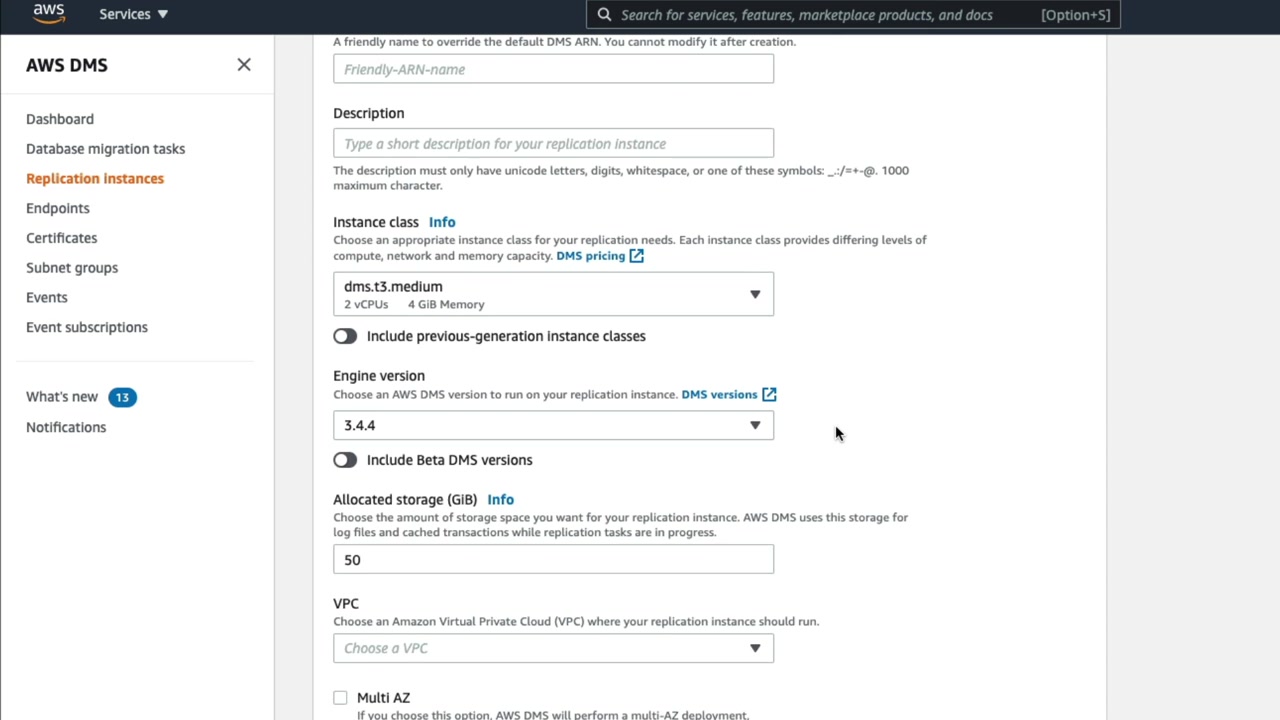 aws
Services ▼
Search for services, features, marketplace products, and docs
[Option+S]
AWS DMS
Dashboard
Database migration tasks
Replication instances
Endpoints
Certificates
Subnet groups
Events
Event subscriptions
What's new 13
Notifications
A friendly name to override the default DMS ARN. You cannot modify it after creation.
Friendly-ARN-name
Description
Type a short description for your replication instance
The description must only have unicode letters, digits, whitespace, or one of these symbols: _.:/=+-@. 1000
maximum character.
Instance class Info
Choose an appropriate instance class for your replication needs. Each instance class provides differing levels of
compute, network and memory capacity. DMS pricing
dms.t3.medium
2 vCPUs 4 GiB Memory
Include previous-generation instance classes
Engine version
Choose an AWS DMS version to run on your replication instance. DMS versions
3.4.4
Include Beta DMS versions
Allocated storage (GiB) Info
Choose the amount of storage space you want for your replication instance. AWS DMS uses this storage for
log files and cached transactions while replication tasks are in progress.
50
VPC
Choose an Amazon Virtual Private Cloud (VPC) where your replication instance should run.
Choose a VPC
Multi AZ
If you choose this option, AWS DMS will perform a multi-AZ deployment.